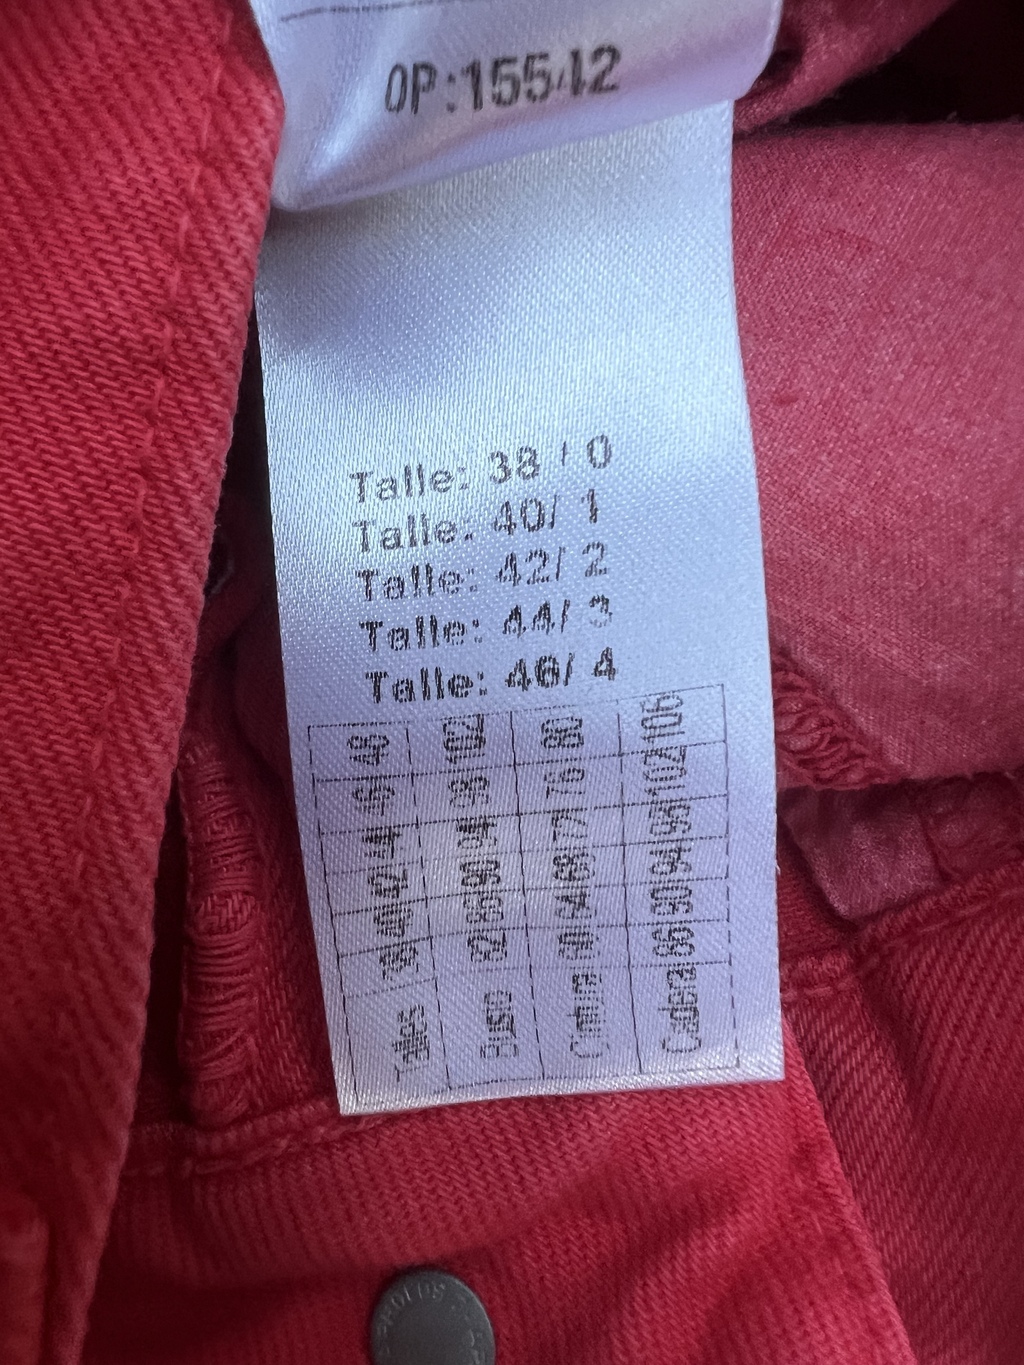 OP:15542
Talle: 38 / 0
Talle: 40/ 1
Talle: 42/ 2
Talle: 44/ 3
Talle: 46/ 4
Talles 38 40 42 44 46 48
Busto 82 86 90 94 98 102
Cintura 60 64 68 72 76 80
Cadera 86 90 94 98 102 106